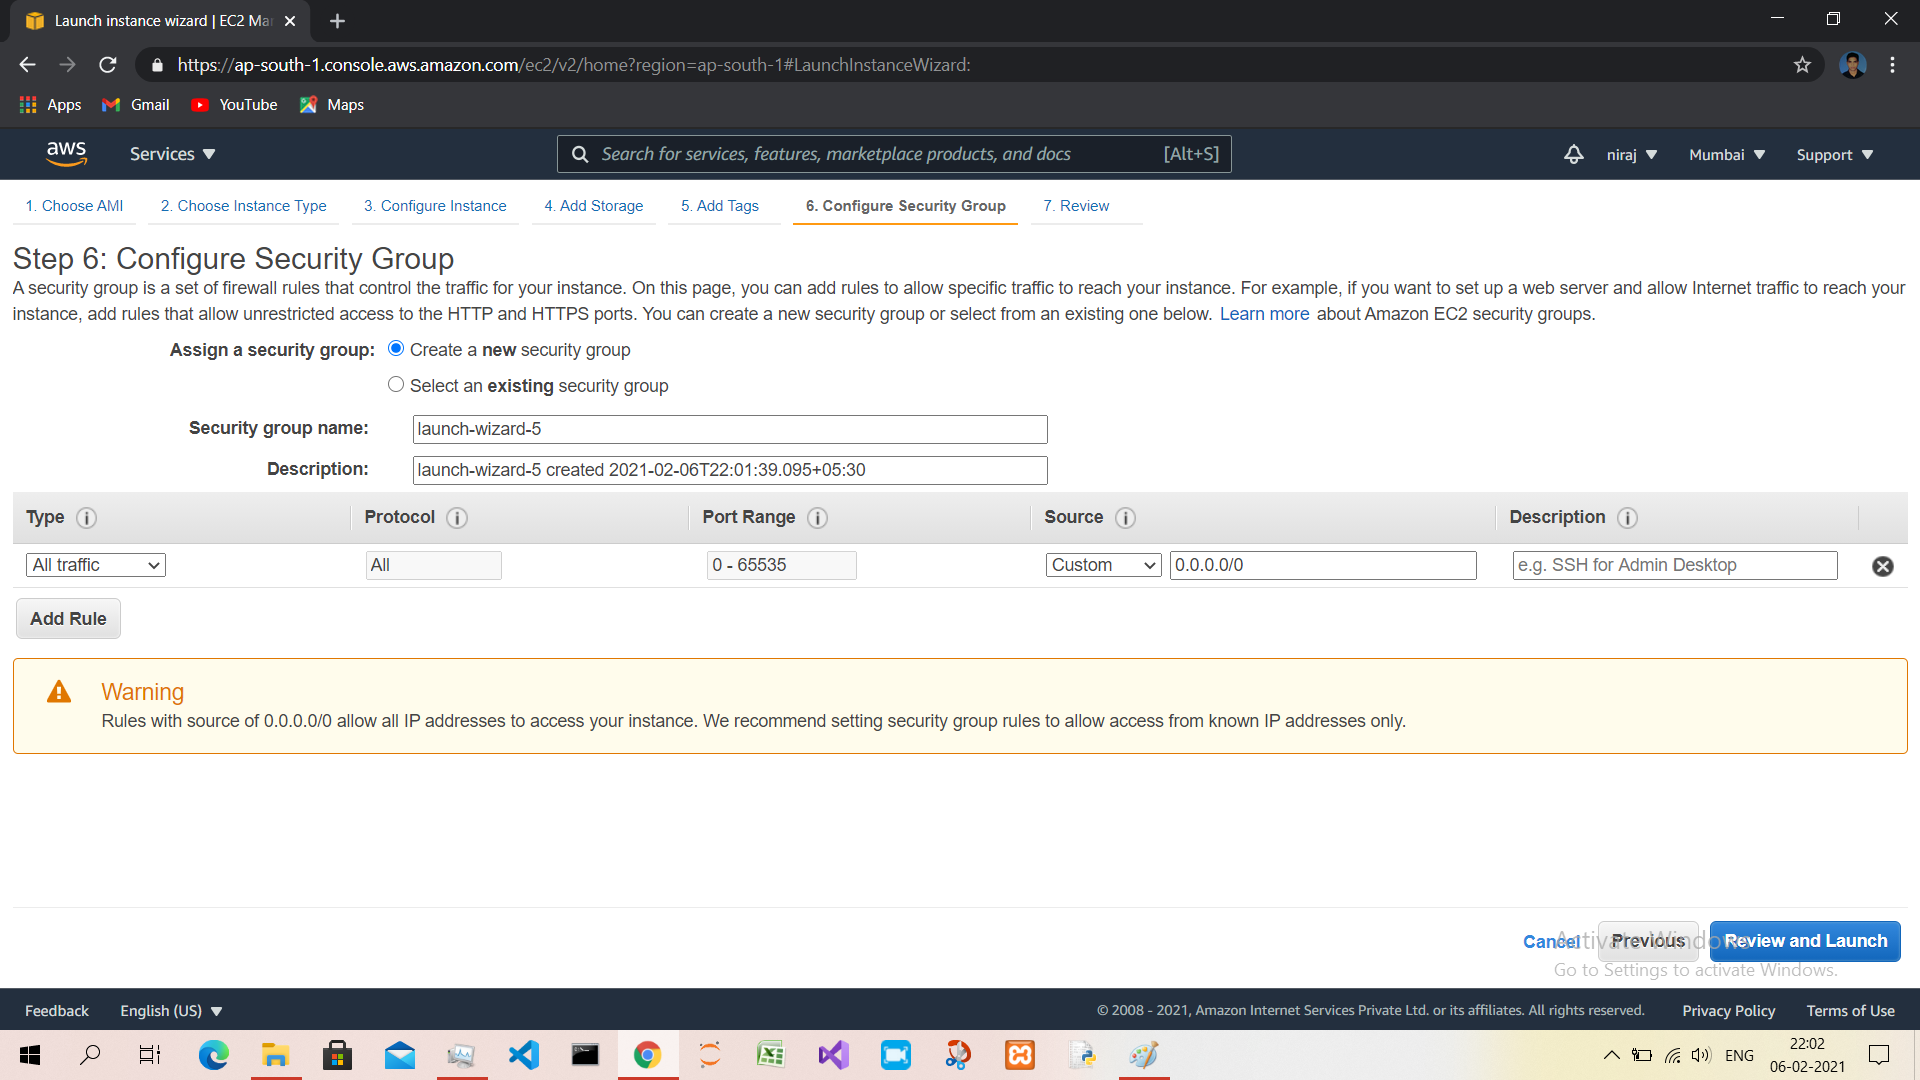 Launch instance wizard | EC2 Ma
https://ap-south-1.console.aws.amazon.com/ec2/v2/home?region=ap-south-1#LaunchInstanceWizard:
Apps Gmail YouTube Maps
aws Services Search for services, features, marketplace products, and docs [Alt+S] niraj Mumbai Support
1. Choose AMI 2. Choose Instance Type 3. Configure Instance 4. Add Storage 5. Add Tags 6. Configure Security Group 7. Review
Step 6: Configure Security Group
A security group is a set of firewall rules that control the traffic for your instance. On this page, you can add rules to allow specific traffic to reach your instance. For example, if you want to set up a web server and allow Internet traffic to reach your
instance, add rules that allow unrestricted access to the HTTP and HTTPS ports. You can create a new security group or select from an existing one below. Learn more about Amazon EC2 security groups.
Assign a security group: Create a new security group
Select an existing security group
Security group name: launch-wizard-5
Description: launch-wizard-5 created 2021-02-06T22:01:39.095+05:30
Type i Protocol i Port Range i Source i Description i
All traffic All 0 - 65535 Custom 0.0.0.0/0 e.g. SSH for Admin Desktop
Add Rule
Warning
Rules with source of 0.0.0.0/0 allow all IP addresses to access your instance. We recommend setting security group rules to allow access from known IP addresses only.
Cancel Previous Review and Launch
Activate Windows
Go to Settings to activate Windows.
Feedback English (US) © 2008 - 2021, Amazon Internet Services Private Ltd. or its affiliates. All rights reserved. Privacy Policy Terms of Use
ENG 22:02
06-02-2021